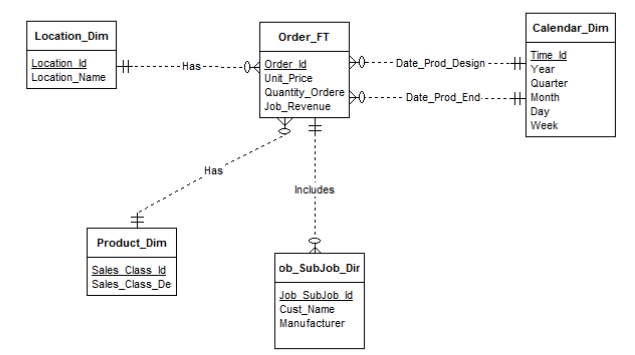 Location_Dim
Location_Id
Location_Name
Has
Order_FT
Order_Id
Unit_Price
Quantity_Ordere
Job_Revenue
Date_Prod_Design
Date_Prod_End
Calendar_Dim
Time_Id
Year
Quarter
Month
Day
Week
Has
Includes
Product_Dim
Sales_Class_Id
Sales_Class_De
ob_SubJob_Dir
Job_SubJob_Id
Cust_Name
Manufacturer